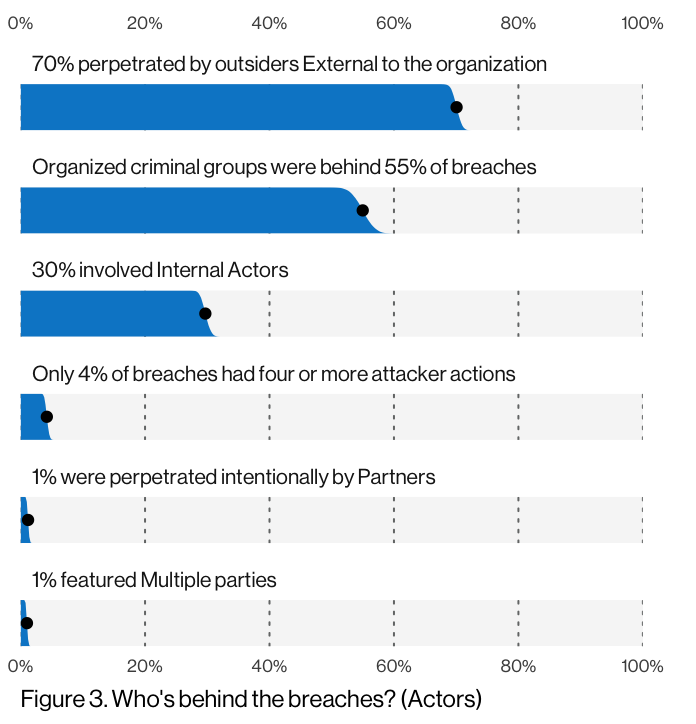 0% 20% 40% 60% 80% 100%
70% perpetrated by outsiders External to the organization
Organized criminal groups were behind 55% of breaches
30% involved Internal Actors
Only 4% of breaches had four or more attacker actions
1% were perpetrated intentionally by Partners
1% featured Multiple parties
0% 20% 40% 60% 80% 100%
Figure 3. Who's behind the breaches? (Actors)